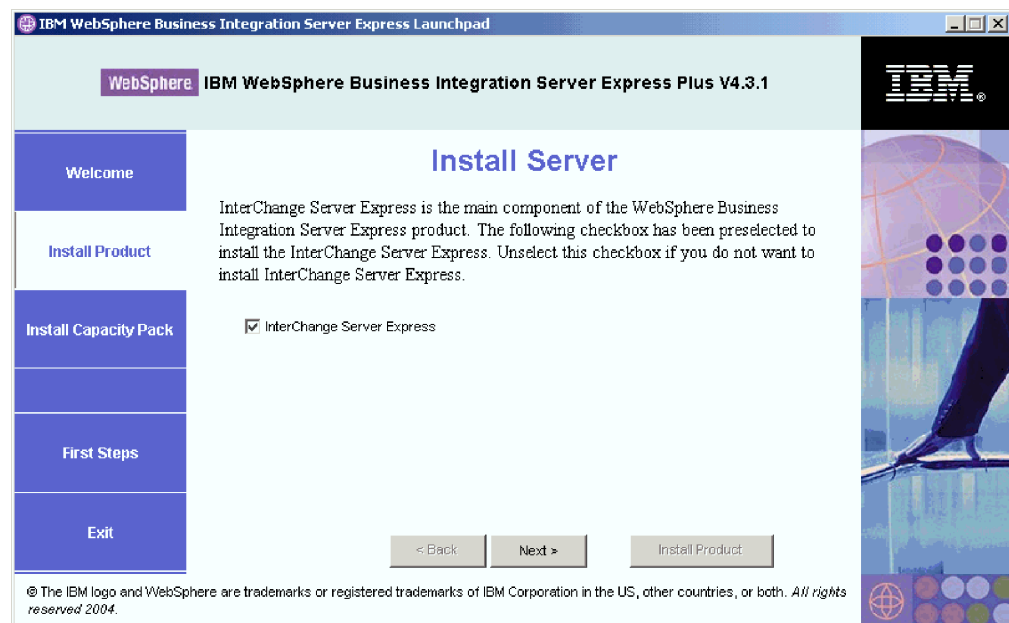 IBM WebSphere Business Integration Server Express Launchpad
WebSphere IBM WebSphere Business Integration Server Express Plus V4.3.1
IBM®
Welcome
Install Product
Install Capacity Pack
First Steps
Exit
Install Server
InterChange Server Express is the main component of the WebSphere Business
Integration Server Express product. The following checkbox has been preselected to
install the InterChange Server Express. Unselect this checkbox if you do not want to
install InterChange Server Express.
InterChange Server Express
< Back
Next >
Install Product
© The IBM logo and WebSphere are trademarks or registered trademarks of IBM Corporation in the US, other countries, or both. All rights
reserved 2004.